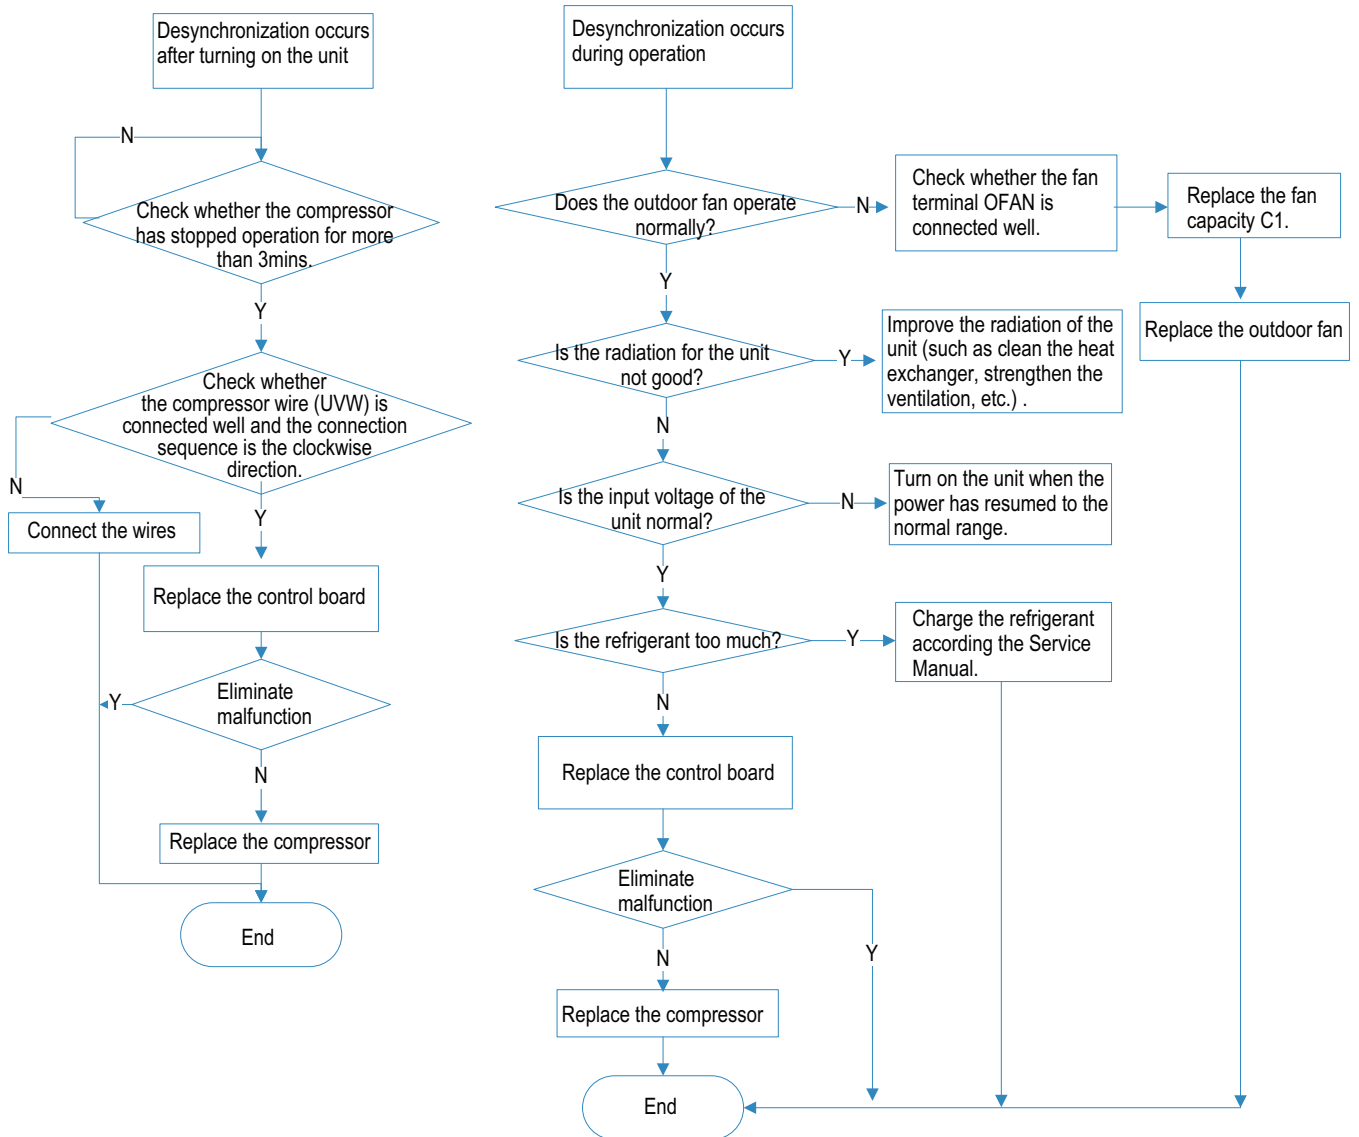 Desynchronization occurs
after turning on the unit
N
Check whether the compressor
has stopped operation for more
than 3mins.
Y
Check whether
the compressor wire (UVW) is
connected well and the connection
sequence is the clockwise
direction.
N
Connect the wires
Y
Replace the control board
Eliminate
malfunction
Y
N
Replace the compressor
End
Desynchronization occurs
during operation
Does the outdoor fan operate
normally?
N
Check whether the fan
terminal OFAN is
connected well.
Replace the fan
capacity C1.
Replace the outdoor fan
Y
Is the radiation for the unit
not good?
Y
Improve the radiation of the
unit (such as clean the heat
exchanger, strengthen the
ventilation, etc.) .
N
Is the input voltage of the
unit normal?
N
Turn on the unit when the
power has resumed to the
normal range.
Y
Is the refrigerant too much?
Y
Charge the refrigerant
according the Service
Manual.
N
Replace the control board
Eliminate
malfunction
Y
N
Replace the compressor
End